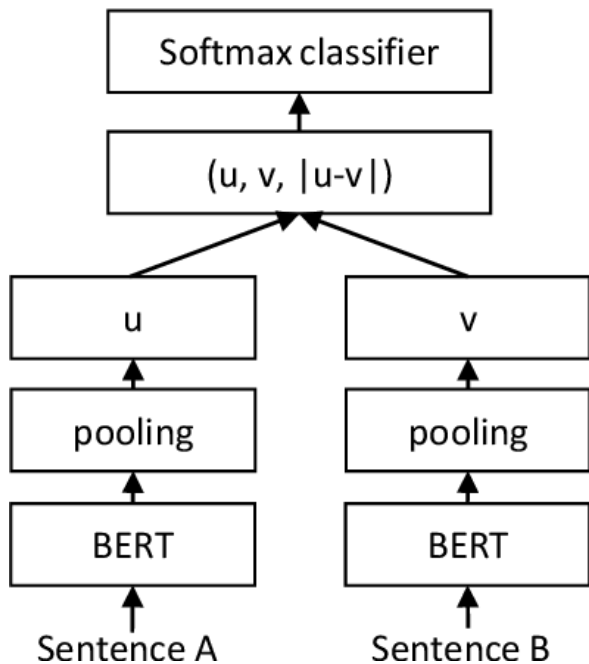 Softmax classifier
(u, v, |u-v|)
u
v
pooling
pooling
BERT
BERT
Sentence A
Sentence B